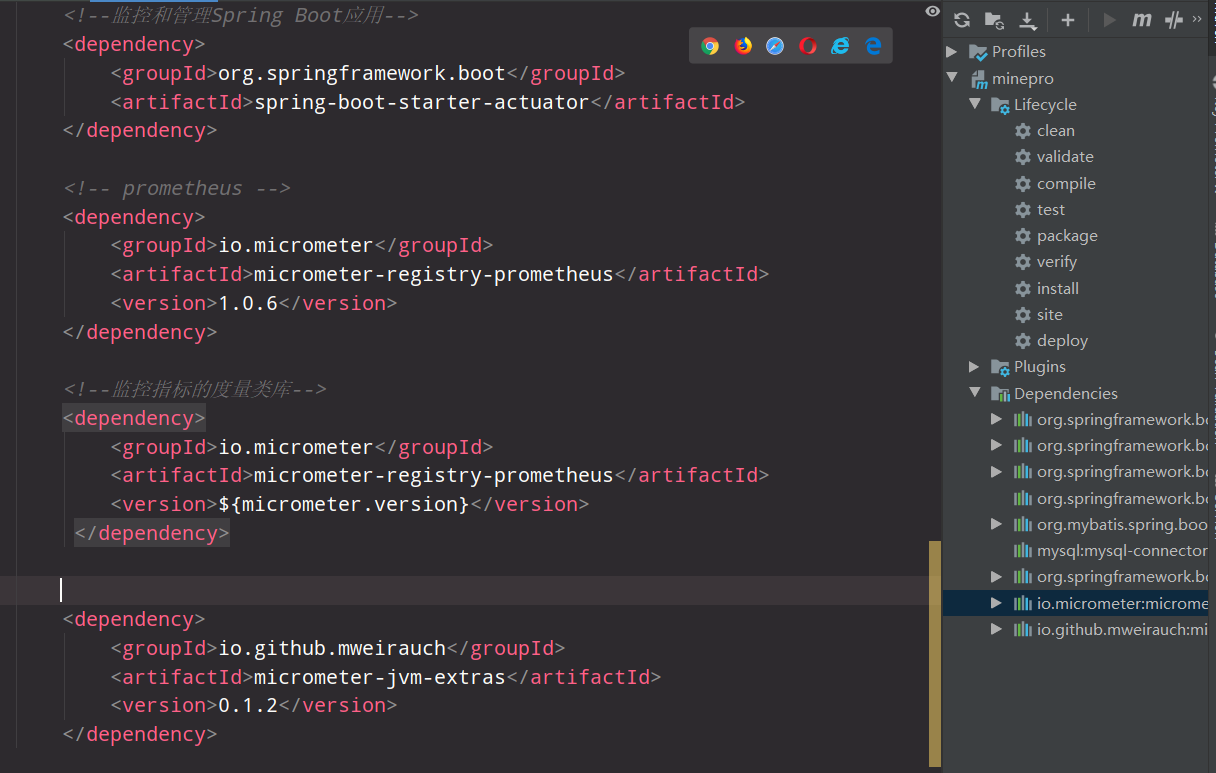 <!--监控和管理Spring Boot应用-->
<dependency>
<groupId>org.springframework.boot</groupId>
<artifactId>spring-boot-starter-actuator</artifactId>
</dependency>
<!-- prometheus -->
<dependency>
<groupId>io.micrometer</groupId>
<artifactId>micrometer-registry-prometheus</artifactId>
<version>1.0.6</version>
</dependency>
<!--监控指标的度量类库-->
<dependency>
<groupId>io.micrometer</groupId>
<artifactId>micrometer-registry-prometheus</artifactId>
<version>${micrometer.version}</version>
</dependency>
<dependency>
<groupId>io.github.mweirauch</groupId>
<artifactId>micrometer-jvm-extras</artifactId>
<version>0.1.2</version>
</dependency>
m
Profiles
minepro
Lifecycle
clean
validate
compile
test
package
verify
install
site
deploy
Plugins
Dependencies
org.springframework.bo
org.springframework.bo
org.springframework.bo
org.springframework.bo
org.mybatis.spring.boo
mysql:mysql-connector
org.springframework.bo
io.micrometer:microme
io.github.mweirauch:mi